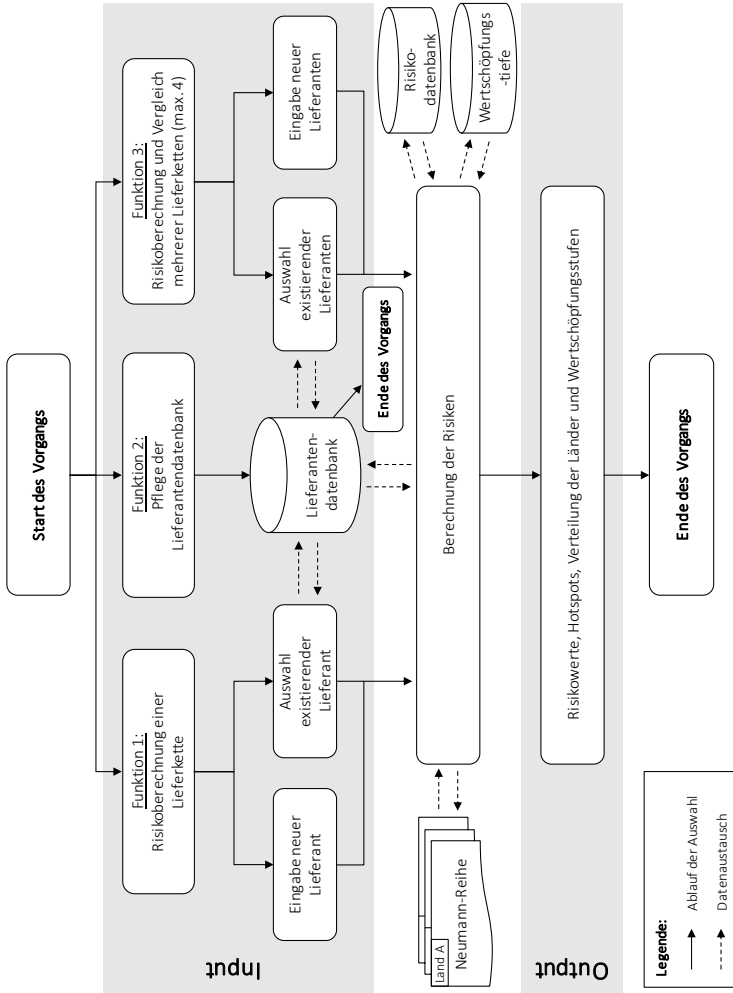 Start des Vorgangs
Input
Funktion 1:
Risikoberechnung einer
Lieferkette
Funktion 2:
Pflege der
Lieferantendatenbank
Funktion 3:
Risikoberechnung und Vergleich
mehrerer Lieferketten (max. 4)
Eingabe neuer
Lieferant
Auswahl
existierender
Lieferant
Lieferanten-
datenbank
Auswahl
existierender
Lieferanten
Eingabe neuer
Lieferanten
Ende des Vorgangs
Land A
Neumann-Reihe
Berechnung der Risiken
Risiko-
datenbank
Wertschöpfungs
-tiefe
Output
Risikowerte, Hotspots, Verteilung der Länder und Wertschöpfungsstufen
Ende des Vorgangs
Legende:
Ablauf der Auswahl
Datenaustausch